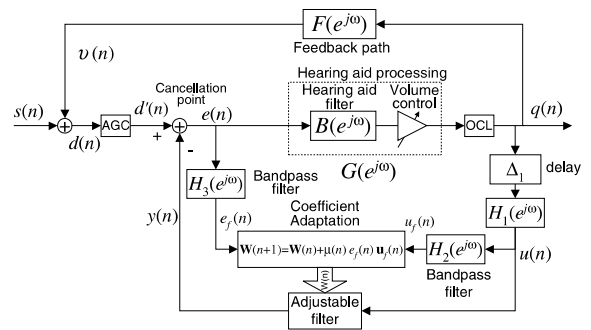 F(e^{jω})
Feedback path
υ(n)
Hearing aid processing
Cancellation
point
Hearing aid
filter
Volume
control
s(n)
d'(n)
e(n)
q(n)
AGC
B(e^{jω})
OCL
d(n)
+
-
G(e^{jω})
Δ₁
delay
H₃(e^{jω})
Bandpass
filter
H₁(e^{jω})
Coefficient
Adaptation
y(n)
e_f(n)
u_f(n)
u(n)
W(n+1)=W(n)+μ(n) e_f(n) u_f(n)
H₂(e^{jω})
Bandpass
filter
W(n)
Adjustable
filter